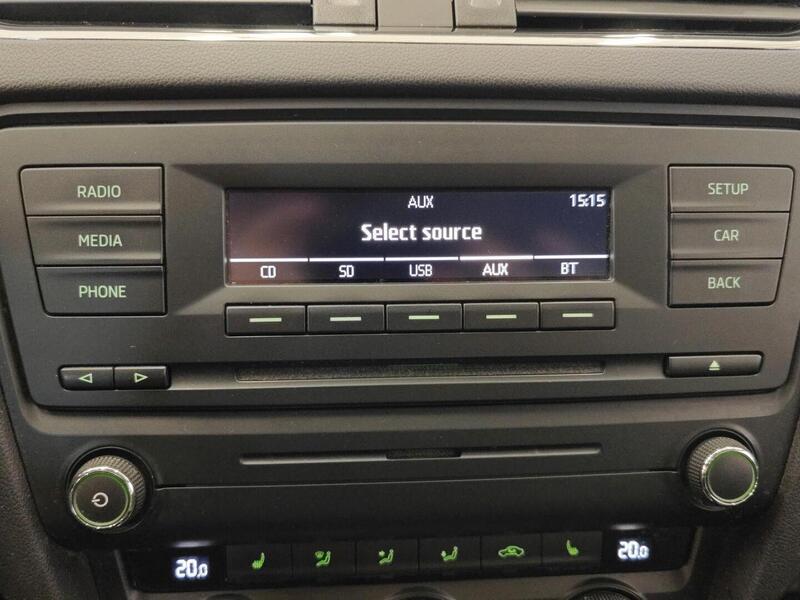 RADIO
MEDIA
PHONE
AUX 15:15
Select source
CD SD USB AUX BT
SETUP
CAR
BACK
20.0 20.0